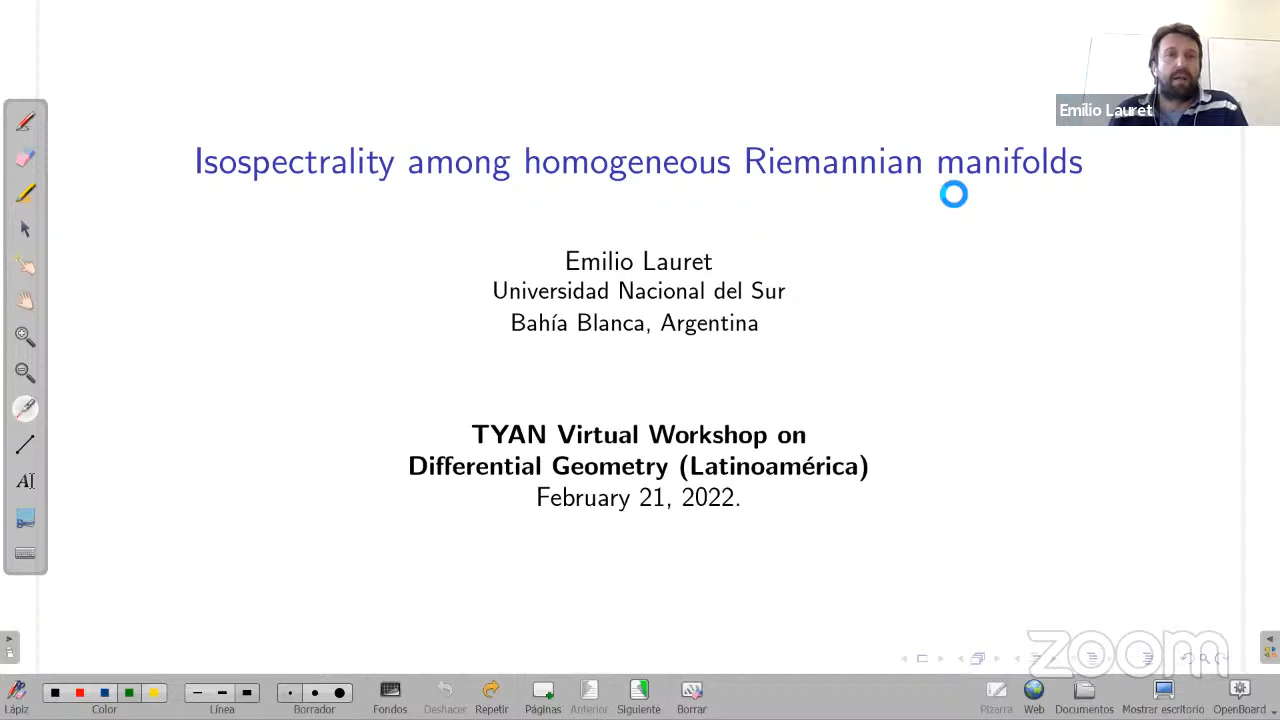 Emilio Lauret
Isospectrality among homogeneous Riemannian manifolds
Emilio Lauret
Universidad Nacional del Sur
Bahía Blanca, Argentina
TYAN Virtual Workshop on
Differential Geometry (Latinoamérica)
February 21, 2022.
zoom
Lápiz
Color
Línea
Borrador
Fondos
Deshacer
Repetir
Páginas
Anterior
Siguiente
Borrar
Pizarra
Web
Documentos
Mostrar escritorio
OpenBoard